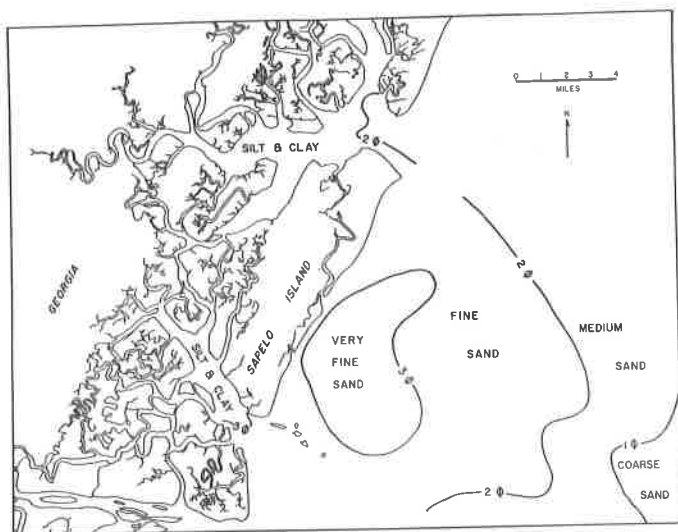 0 1 2 3 4
MILES
N
SILT & CLAY
2 ϕ
2 ϕ
GEORGIA
SAPELO ISLAND
FINE
SAND
MEDIUM
SAND
VERY
FINE
SAND
3 ϕ
SILT & CLAY
1 ϕ
COARSE
SAND
2 ϕ